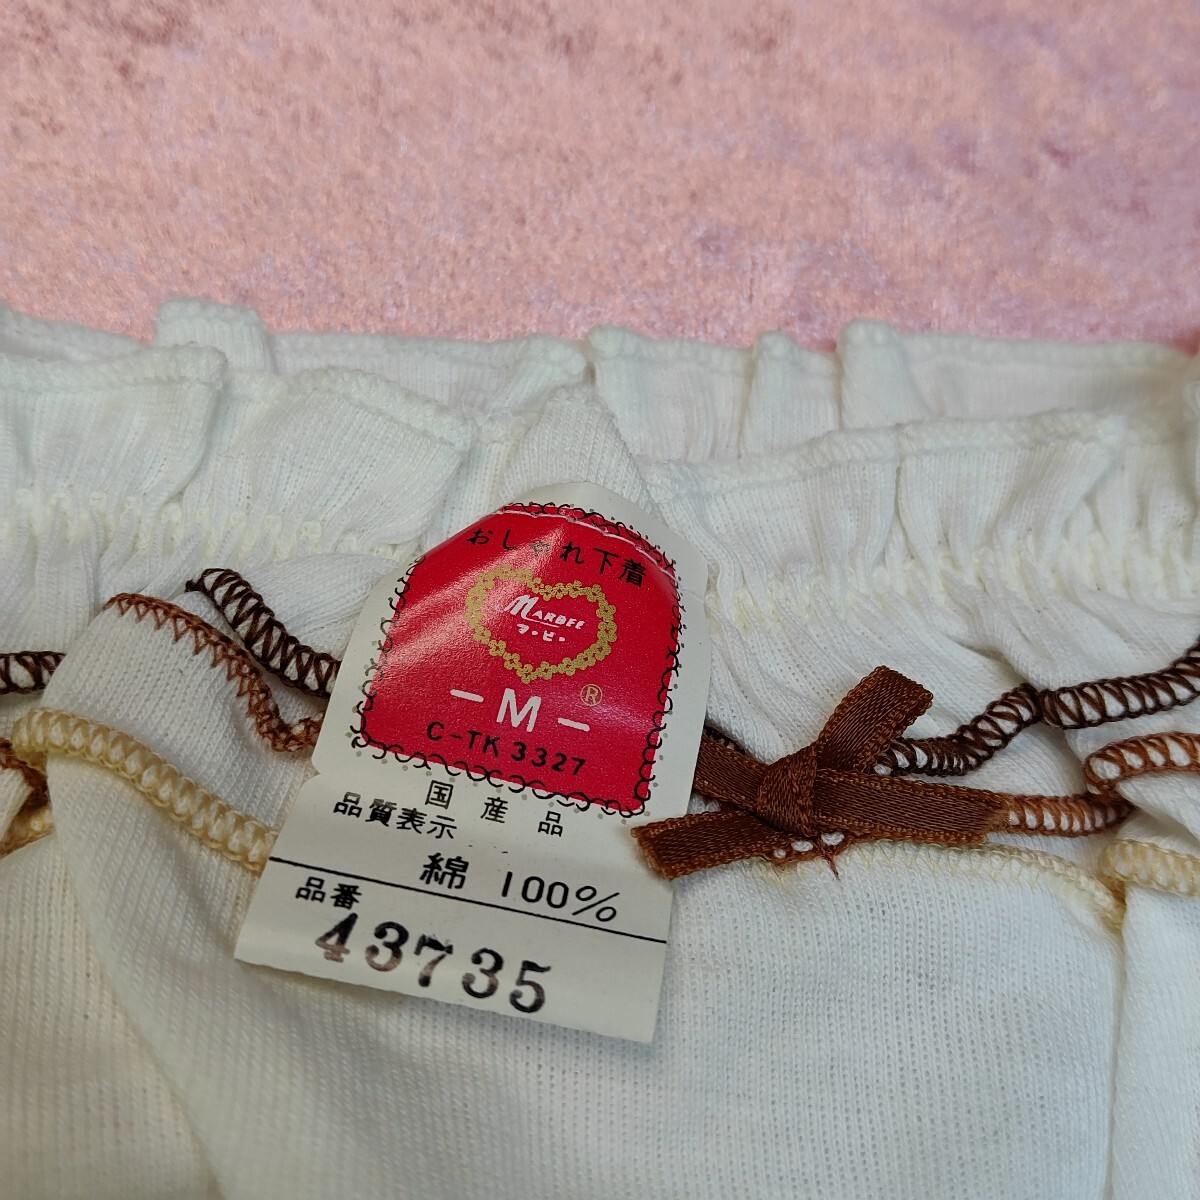 おしゃれ下着
MARBEE
マービー
－M－
®
C-TK 3327
国産品
品質表示
綿 100%
品番
43735